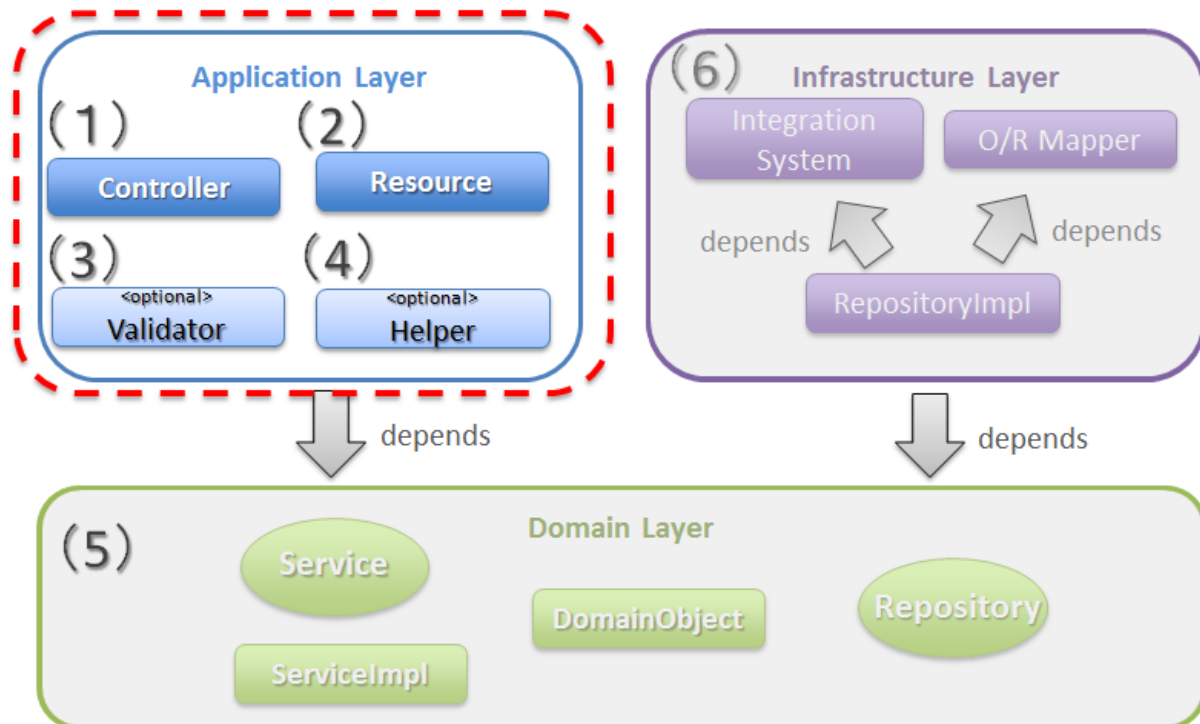 Application Layer
(1)
Controller
(2)
Resource
(3)
<optional>
Validator
(4)
<optional>
Helper
(6)
Infrastructure Layer
Integration
System
O/R Mapper
depends
depends
RepositoryImpl
depends
depends
(5)
Domain Layer
Service
ServiceImpl
DomainObject
Repository